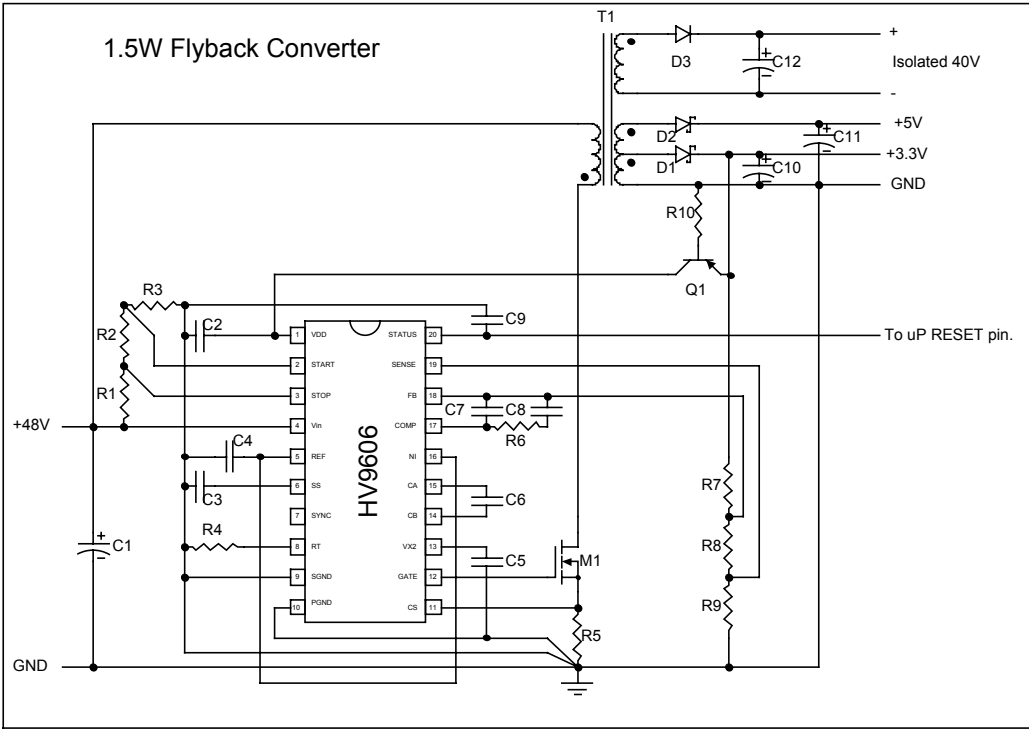 T1
1.5W Flyback Converter
+
D3
+
C12
Isolated 40V
-
-
+5V
D2
+
C11
-
+3.3V
D1
+
C10
-
GND
R10
Q1
R3
C2
C9
R2
1 VDD
STATUS 20
To uP RESET pin.
2 START
SENSE 19
R1
3 STOP
FB 18
C7
C8
+48V
4 Vin
COMP 17
R6
C4
5 REF
NI 16
HV9606
C3
6 SS
CA 15
C6
R7
7 SYNC
CB 14
R4
8 RT
VX2 13
+
C1
-
C5
M1
R8
9 SGND
GATE 12
10 PGND
CS 11
R9
R5
GND